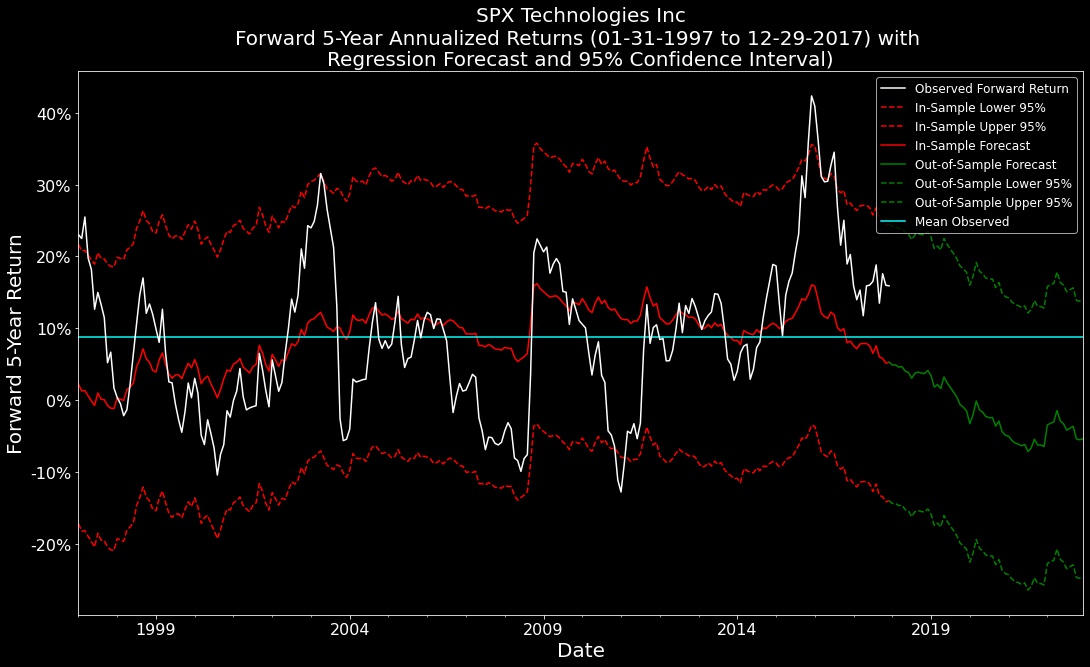 SPX Technologies Inc
Forward 5-Year Annualized Returns (01-31-1997 to 12-29-2017) with
Regression Forecast and 95% Confidence Interval)
Forward 5-Year Return
40%
30%
20%
10%
0%
-10%
-20%
Observed Forward Return
In-Sample Lower 95%
In-Sample Upper 95%
In-Sample Forecast
Out-of-Sample Forecast
Out-of-Sample Lower 95%
Out-of-Sample Upper 95%
Mean Observed
1999
2004
2009
2014
2019
Date